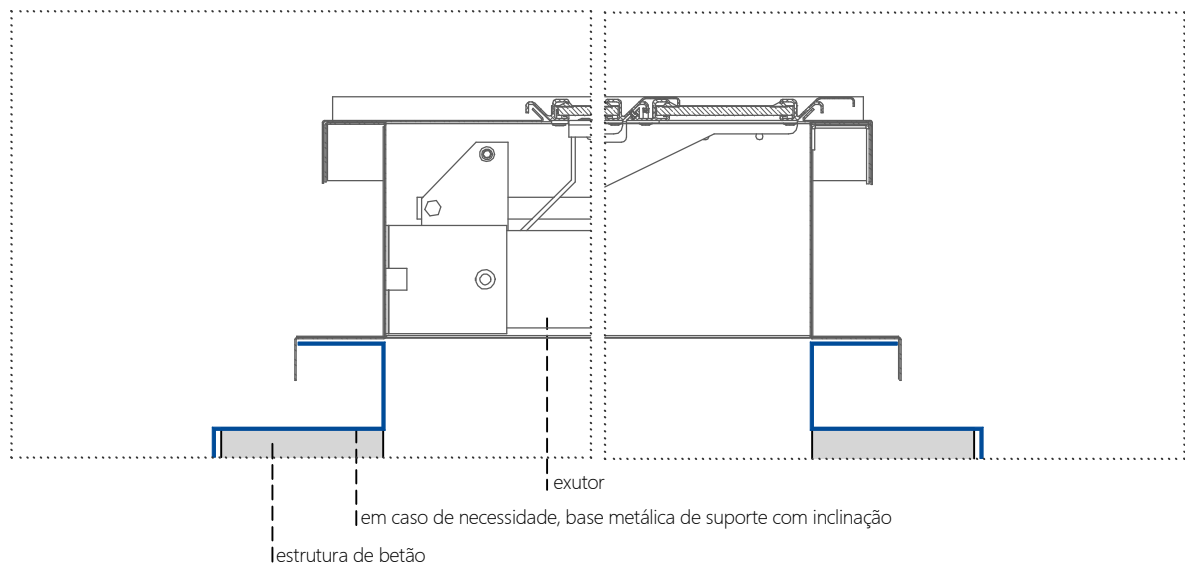 exutor
em caso de necessidade, base metálica de suporte com inclinação
estrutura de betão